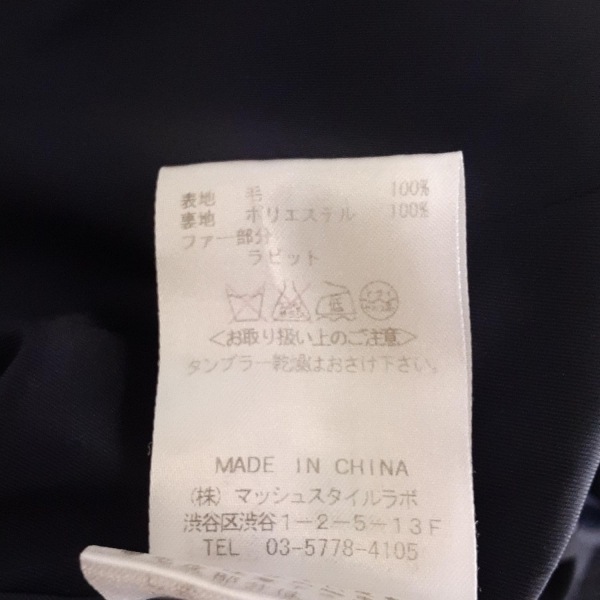 表地 毛 100%
裏地 ポリエステル 100%
ファー部分
ラビット
低
<お取り扱い上のご注意>
タンブラー乾燥はおさけ下さい。
MADE IN CHINA
(株) マッシュスタイルラボ
渋谷区渋谷1-2-5-13F
TEL 03-5778-4105